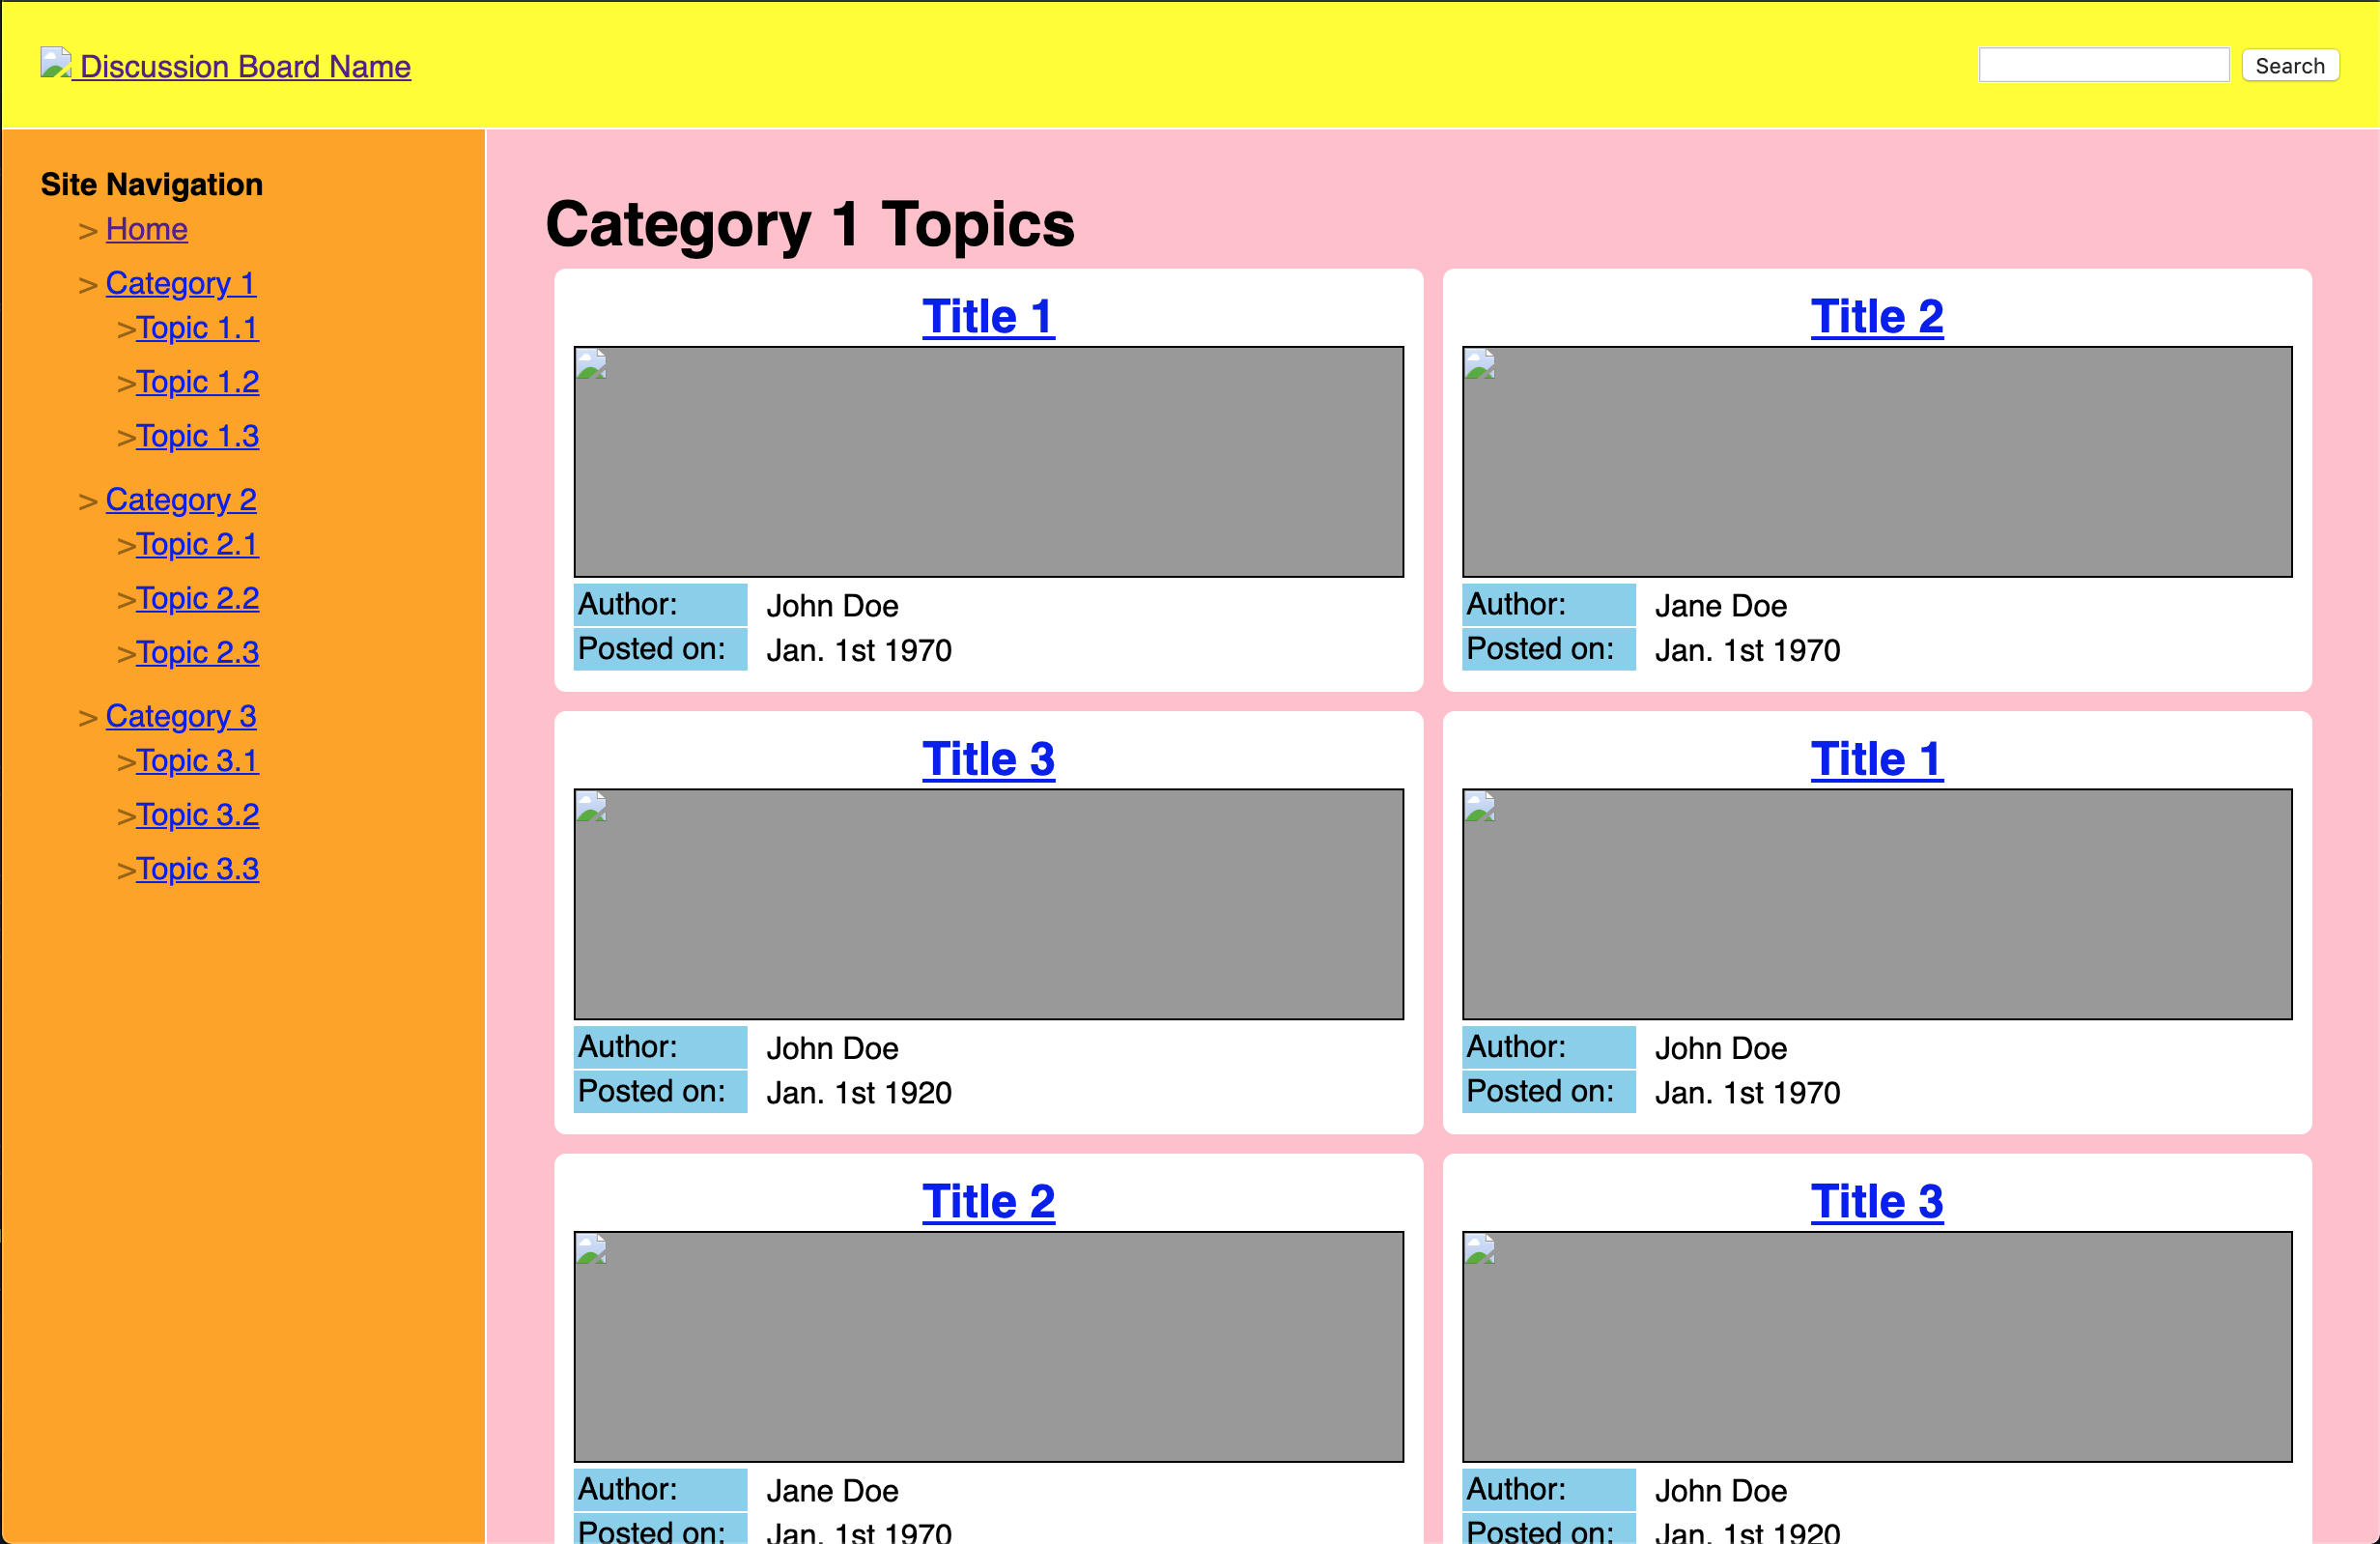 Discussion Board Name
Search
Site Navigation
> Home
> Category 1
>Topic 1.1
>Topic 1.2
>Topic 1.3
> Category 2
>Topic 2.1
>Topic 2.2
>Topic 2.3
> Category 3
>Topic 3.1
>Topic 3.2
>Topic 3.3
Category 1 Topics
Title 1
Author: John Doe
Posted on: Jan. 1st 1970
Title 2
Author: Jane Doe
Posted on: Jan. 1st 1970
Title 3
Author: John Doe
Posted on: Jan. 1st 1920
Title 1
Author: John Doe
Posted on: Jan. 1st 1970
Title 2
Author: Jane Doe
Posted on: Jan. 1st 1970
Title 3
Author: John Doe
Posted on: Jan. 1st 1920